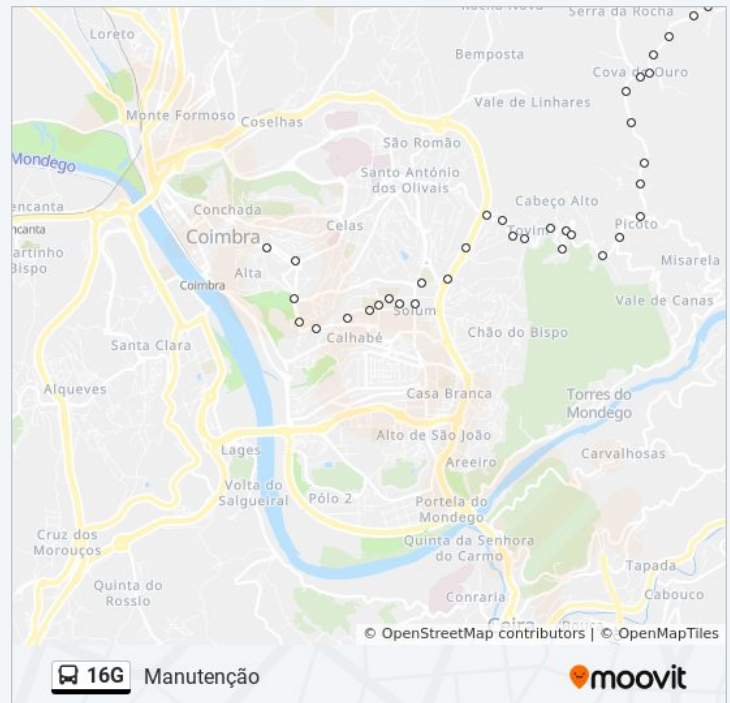 Rocha Nova
Serra da Rocha
Loreto
Bemposta
Cova do Ouro
Vale de Linhares
Monte Formoso
Coselhas
São Romão
Mondego
Santo António
dos Olivais
Cabeço Alto
Conchada
Celas
Tovim
Picoto
Coimbra
Misarela
Alta
Bispo
Coimbra
Vale de Canas
Solum
Santa Clara
Calhabé
Chão do Bispo
Alqueves
Casa Branca
Torres do
Mondego
Alto de São João
Lages
Areeiro
Carvalhosas
Volta do
Salgueiral
Pólo 2
Portela do
Mondego
Cruz dos
Morouços
Quinta da Senhora
do Carmo
Tapada
Quinta do
Rossio
Conraria
Cabouco
Ceira
© OpenStreetMap contributors | © OpenMapTiles
16G Manutenção
moovit